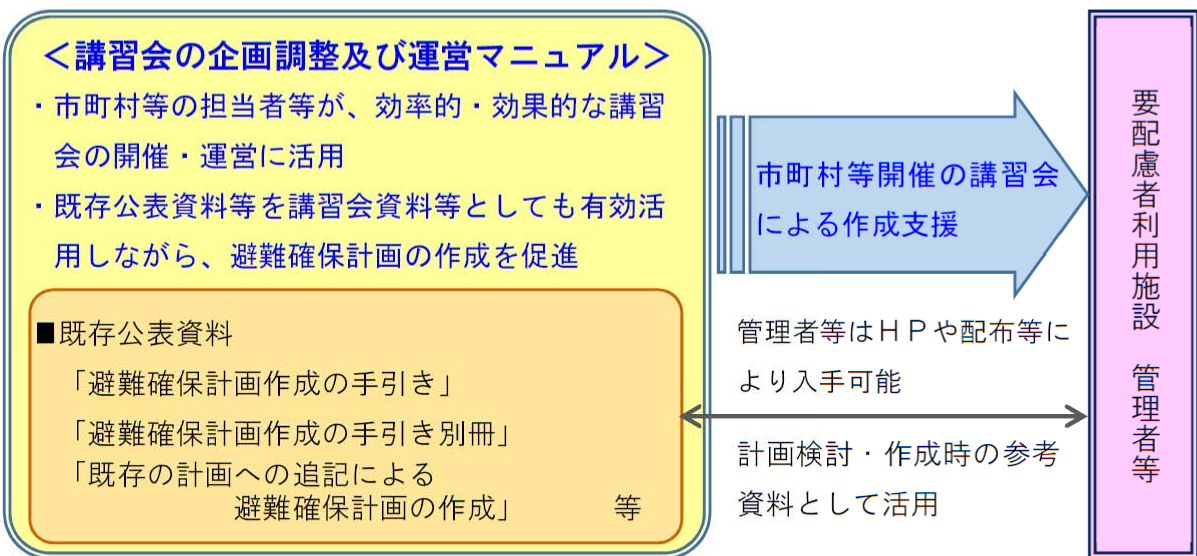 ＜講習会の企画調整及び運営マニュアル＞
・市町村等の担当者等が、効率的・効果的な講習
会の開催・運営に活用
・既存公表資料等を講習会資料等としても有効活
用しながら、避難確保計画の作成を促進
■既存公表資料
「避難確保計画作成の手引き」
「避難確保計画作成の手引き別冊」
「既存の計画への追記による
避難確保計画の作成」　等
市町村等開催の講習会
による作成支援
管理者等はＨＰや配布等に
より入手可能
計画検討・作成時の参考
資料として活用
要配慮者利用施設　管理者等